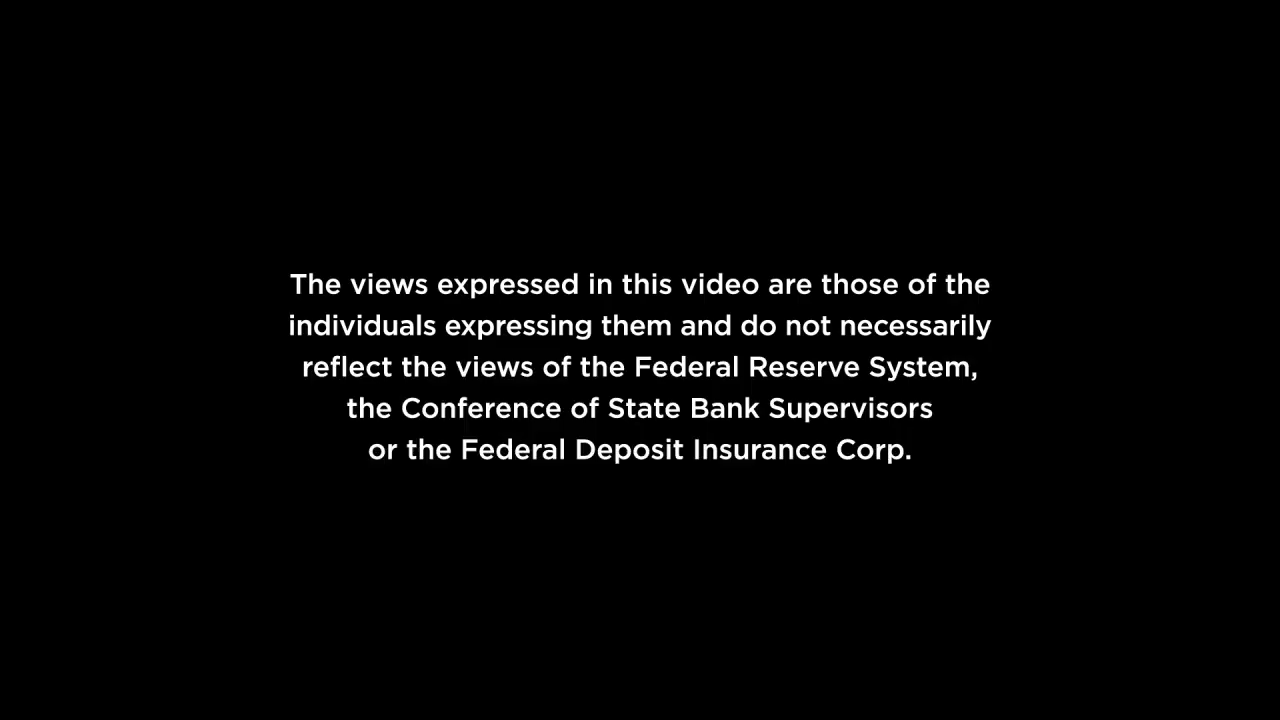 The views expressed in this video are those of the
individuals expressing them and do not necessarily
reflect the views of the Federal Reserve System,
the Conference of State Bank Supervisors
or the Federal Deposit Insurance Corp.